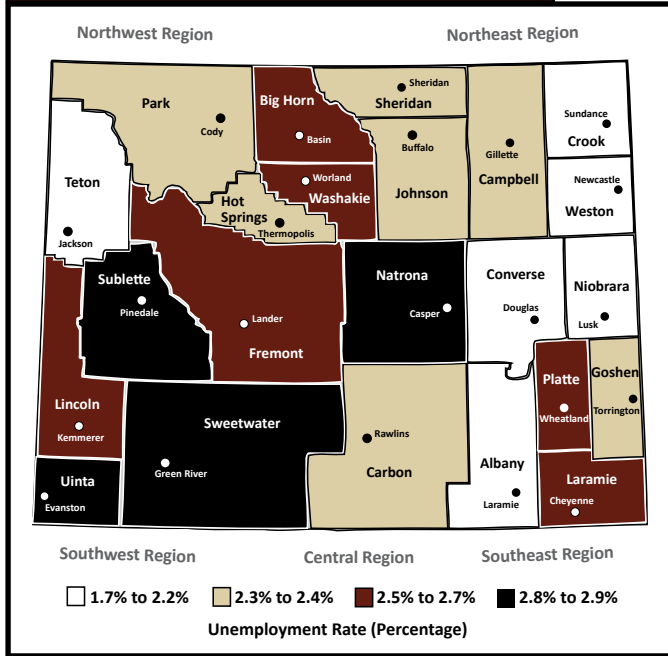 Northwest Region
Northeast Region
Park
Cody
Big Horn
Basin
Sheridan
Sheridan
Buffalo
Johnson
Gillette
Campbell
Sundance
Crook
Newcastle
Weston
Teton
Jackson
Worland
Washakie
Hot
Springs
Thermopolis
Sublette
Pinedale
Lander
Fremont
Natrona
Casper
Converse
Douglas
Niobrara
Lusk
Lincoln
Kemmerer
Sweetwater
Green River
Uinta
Evanston
Rawlins
Carbon
Albany
Laramie
Platte
Wheatland
Goshen
Torrington
Laramie
Cheyenne
Southwest Region
Central Region
Southeast Region
1.7% to 2.2%
2.3% to 2.4%
2.5% to 2.7%
2.8% to 2.9%
Unemployment Rate (Percentage)